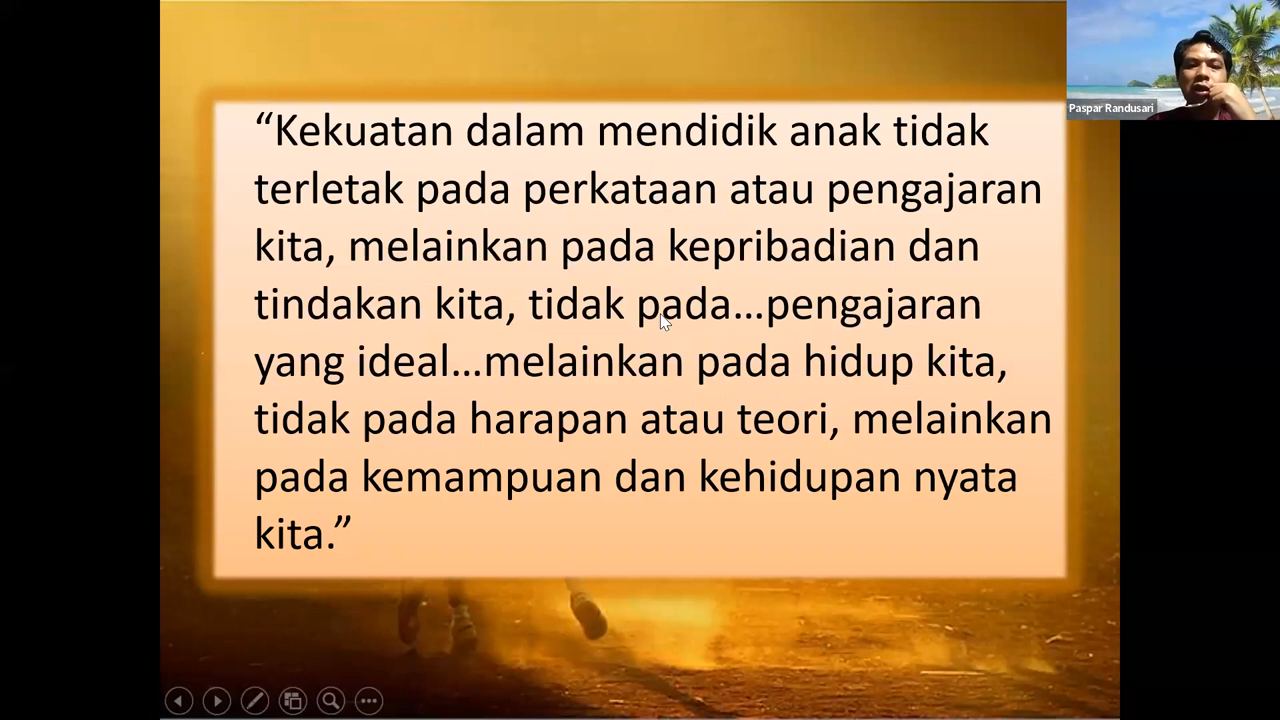 “Kekuatan dalam mendidik anak tidak
terletak pada perkataan atau pengajaran
kita, melainkan pada kepribadian dan
tindakan kita, tidak pada...pengajaran
yang ideal...melainkan pada hidup kita,
tidak pada harapan atau teori, melainkan
pada kemampuan dan kehidupan nyata
kita.”
Paspar Randusari